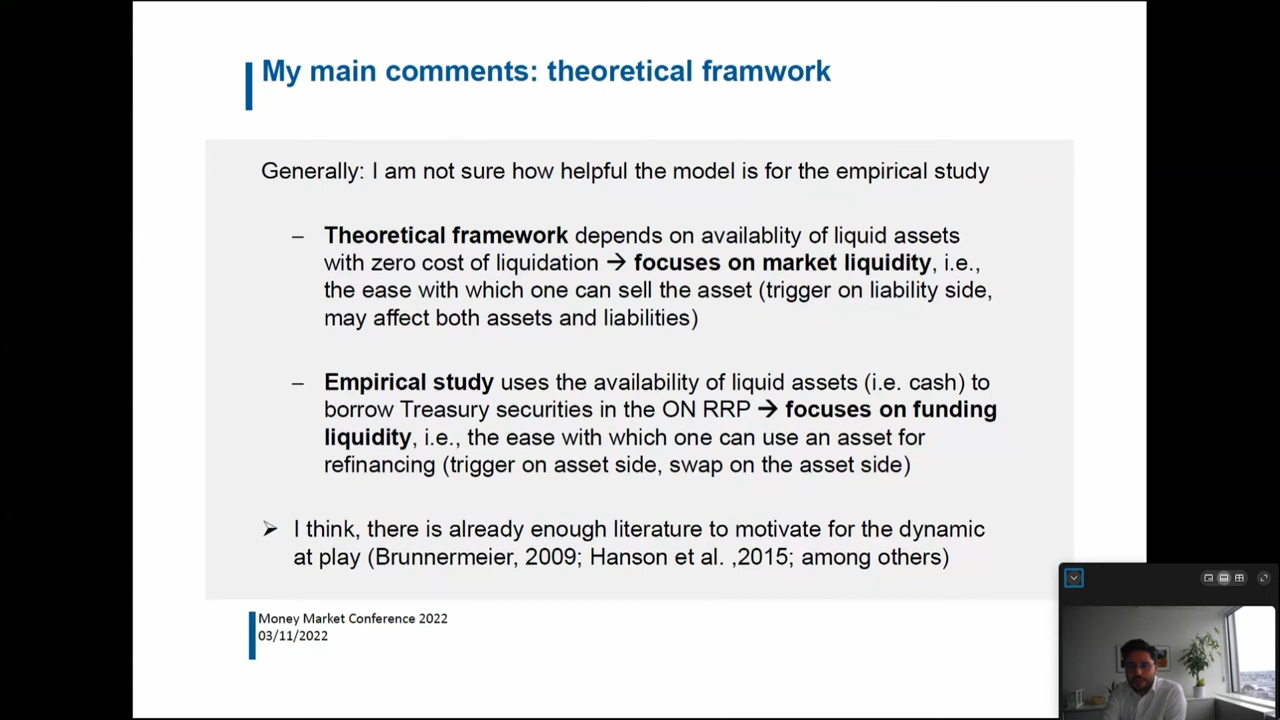 My main comments: theoretical framwork
Generally: I am not sure how helpful the model is for the empirical study
– Theoretical framework depends on availablity of liquid assets
with zero cost of liquidation → focuses on market liquidity, i.e.,
the ease with which one can sell the asset (trigger on liability side,
may affect both assets and liabilities)
– Empirical study uses the availability of liquid assets (i.e. cash) to
borrow Treasury securities in the ON RRP → focuses on funding
liquidity, i.e., the ease with which one can use an asset for
refinancing (trigger on asset side, swap on the asset side)
➢ I think, there is already enough literature to motivate for the dynamic
at play (Brunnermeier, 2009; Hanson et al. ,2015; among others)
Money Market Conference 2022
03/11/2022